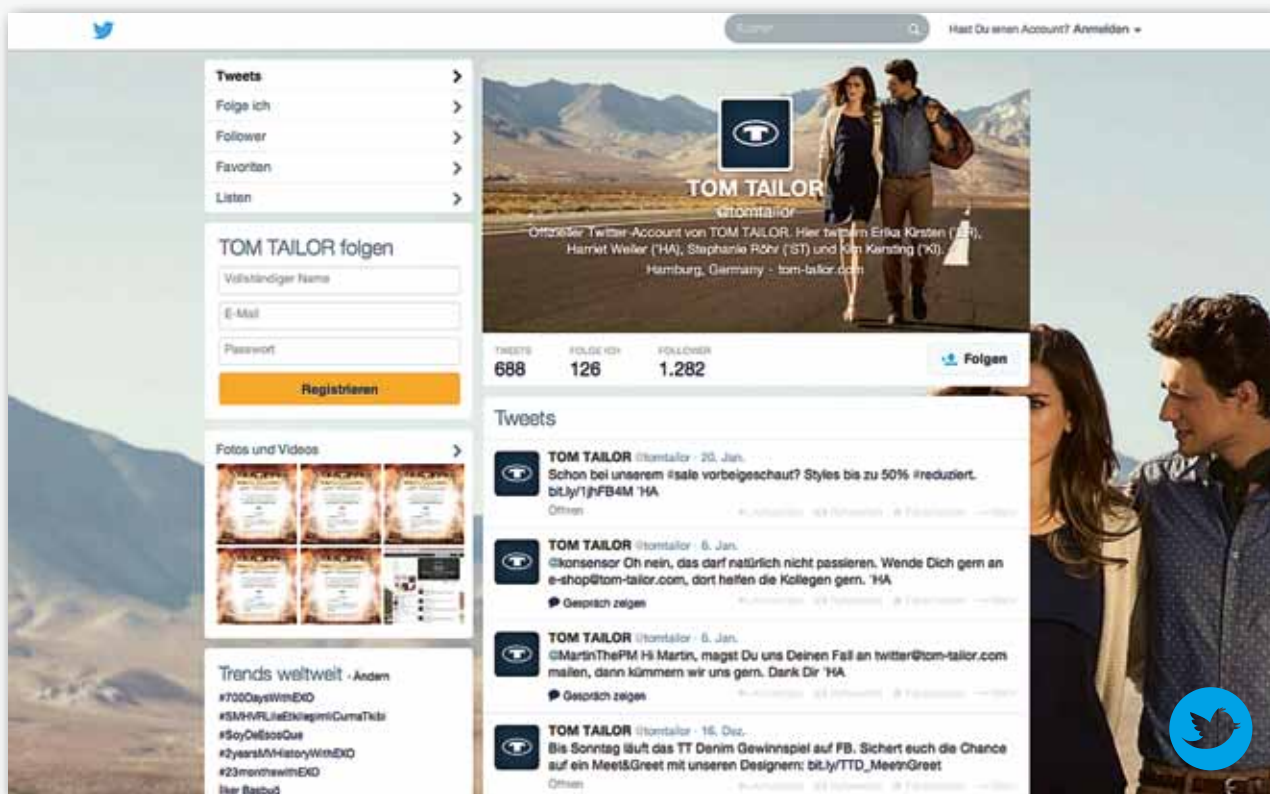 Hast Du einen Account? Anmelden
Tweets
Folge ich
Follower
Favoriten
Listen
TOM TAILOR folgen
Vollständiger Name
E-Mail
Passwort
Registrieren
Fotos und Videos
Trends weltweit · Ändern
#700DaysWithEXO
#SoyDeEsosQue
#2yearsMVHistoryWithEXO
#23monthswithEXO
İlker Başbuğ
TOM TAILOR
@tomtailor
Offizieller Twitter-Account von TOM TAILOR. Hier twittern Erika Kirsten
Harriet Weiler (^HA), Stephanie Röhr (^ST) und Kim Kersting (^KI).
Hamburg, Germany · tom-tailor.com
TWEETS FOLGE ICH FOLLOWER
688 126 1.282
Folgen
Tweets
TOM TAILOR @tomtailor · 20. Jan.
Schon bei unserem #sale vorbeigeschaut? Styles bis zu 50% #reduziert.
bit.ly/1jhFB4M ^HA
Öffnen
TOM TAILOR @tomtailor · 6. Jan.
@konsensor Oh nein, das darf natürlich nicht passieren. Wende Dich gern an
e-shop@tom-tailor.com, dort helfen die Kollegen gern. ^HA
Gespräch zeigen
TOM TAILOR @tomtailor · 6. Jan.
@MartinThePM Hi Martin, magst Du uns Deinen Fall an twitter@tom-tailor.com
mailen, dann kümmern wir uns gern. Dank Dir ^HA
Gespräch zeigen
TOM TAILOR @tomtailor · 16. Dez.
Bis Sonntag läuft das TT Denim Gewinnspiel auf FB. Sichert euch die Chance
auf ein Meet&Greet mit unseren Designern: bit.ly/TTD_MeetnGreet
Öffnen